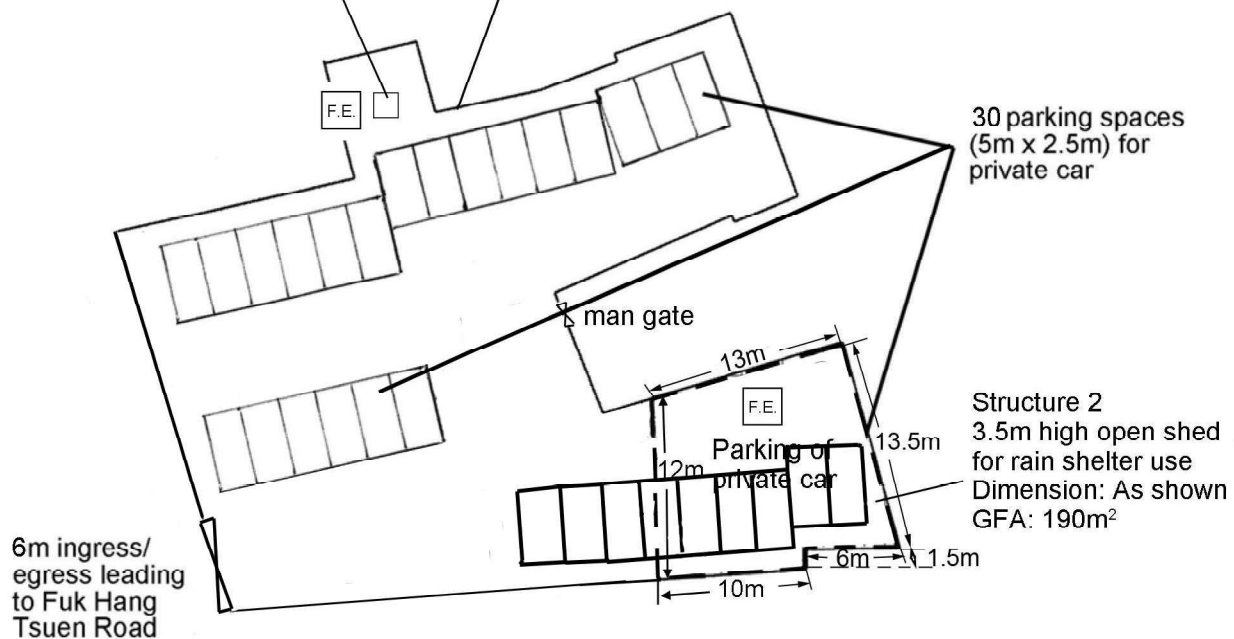 F.E.
30 parking spaces
(5m x 2.5m) for
private car
man gate
13m
F.E.
Parking of
private car
12m
13.5m
Structure 2
3.5m high open shed
for rain shelter use
Dimension: As shown
GFA: 190m²
6m
1.5m
10m
6m ingress/
egress leading
to Fuk Hang
Tsuen Road